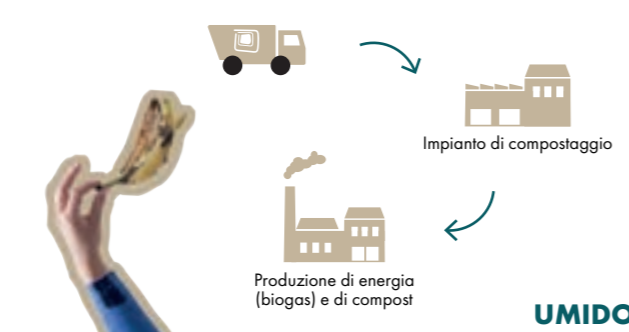 Impianto di compostaggio
Produzione di energia
(biogas) e di compost
UMIDO